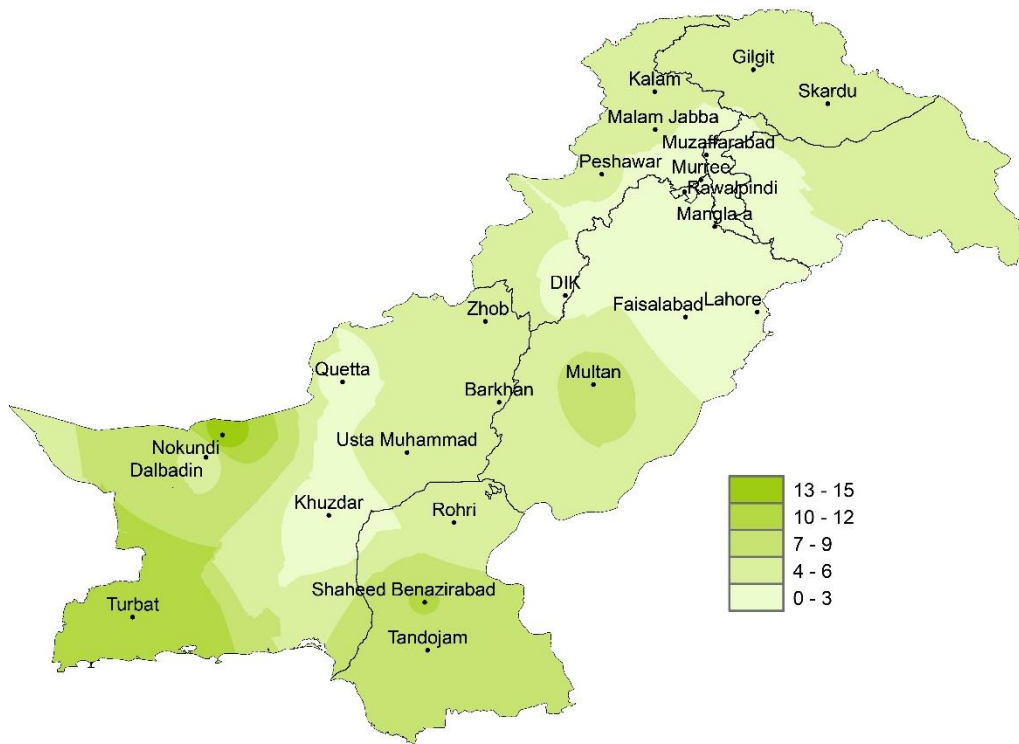 Gilgit
Kalam
Skardu
Malam Jabba
Muzaffarabad
Peshawar
Murree
Rawalpindi
Mangla a
DIK
Zhob
Faisalabad
Lahore
Quetta
Multan
Barkhan
Nokundi
Usta Muhammad
Dalbadin
Khuzdar
Rohri
Shaheed Benazirabad
Turbat
Tandojam
13 - 15
10 - 12
7 - 9
4 - 6
0 - 3